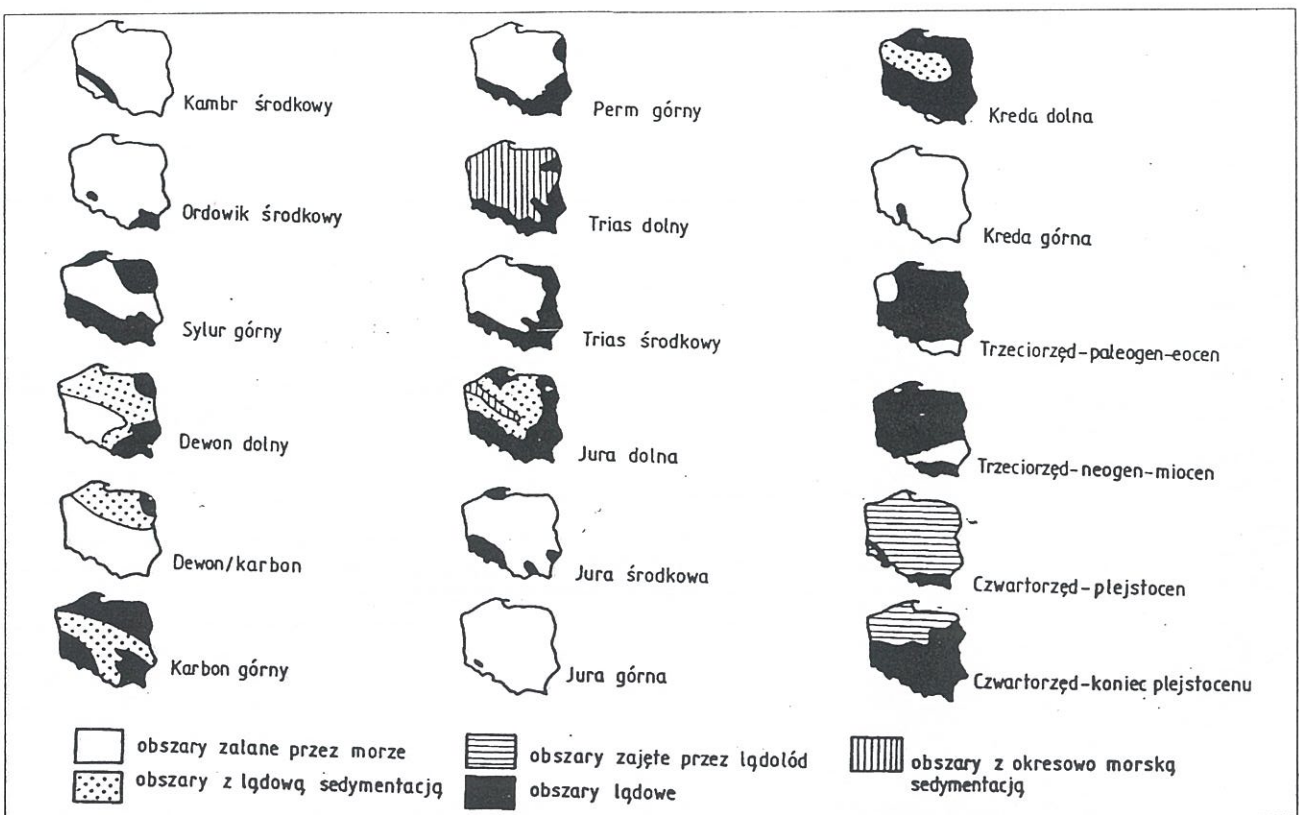 Kambr środkowy
Ordowik środkowy
Sylur górny
Dewon dolny
Dewon/karbon
Karbon górny
Perm górny
Trias dolny
Trias środkowy
Jura dolna
Jura środkowa
Jura górna
Kreda dolna
Kreda górna
Trzeciorzęd-paleogen-eocen
Trzeciorzęd-neogen-miocen
Czwartorzęd-plejstocen
Czwartorzęd-koniec plejstocenu
obszary zalane przez morze
obszary z lądową sedymentacją
obszary zajęte przez lądolód
obszary lądowe
obszary z okresowo morską
sedymentacją